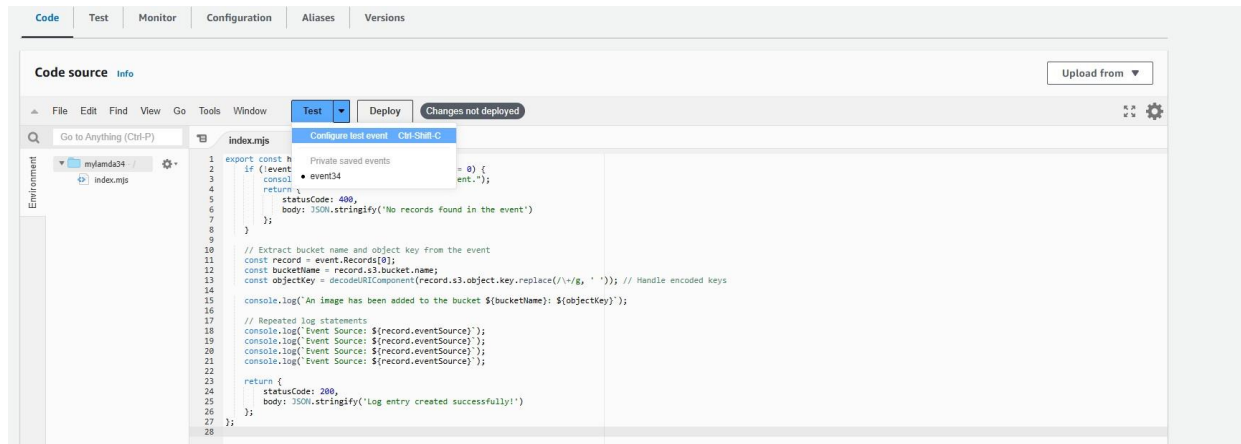 Code Test Monitor Configuration Aliases Versions
Code source Info Upload from ▼
File Edit Find View Go Tools Window Test Deploy Changes not deployed
Go to Anything (Ctrl-P) index.mjs
Configure test event Ctrl-Shift-C
Private saved events
• event34
Environment
mylamda34 - /
index.mjs
1 export const h
2 if (!event = 0) {
3 consol ent.");
4 return {
5 statusCode: 400,
6 body: JSON.stringify('No records found in the event')
7 };
8 }
9
10 // Extract bucket name and object key from the event
11 const record = event.Records[0];
12 const bucketName = record.s3.bucket.name;
13 const objectKey = decodeURIComponent(record.s3.object.key.replace(/\+/g, ' ')); // Handle encoded keys
14
15 console.log(`An image has been added to the bucket ${bucketName}: ${objectKey}`);
16
17 // Repeated log statements
18 console.log(`Event Source: ${record.eventSource}`);
19 console.log(`Event Source: ${record.eventSource}`);
20 console.log(`Event Source: ${record.eventSource}`);
21 console.log(`Event Source: ${record.eventSource}`);
22
23 return {
24 statusCode: 200,
25 body: JSON.stringify('Log entry created successfully!')
26 };
27 };
28